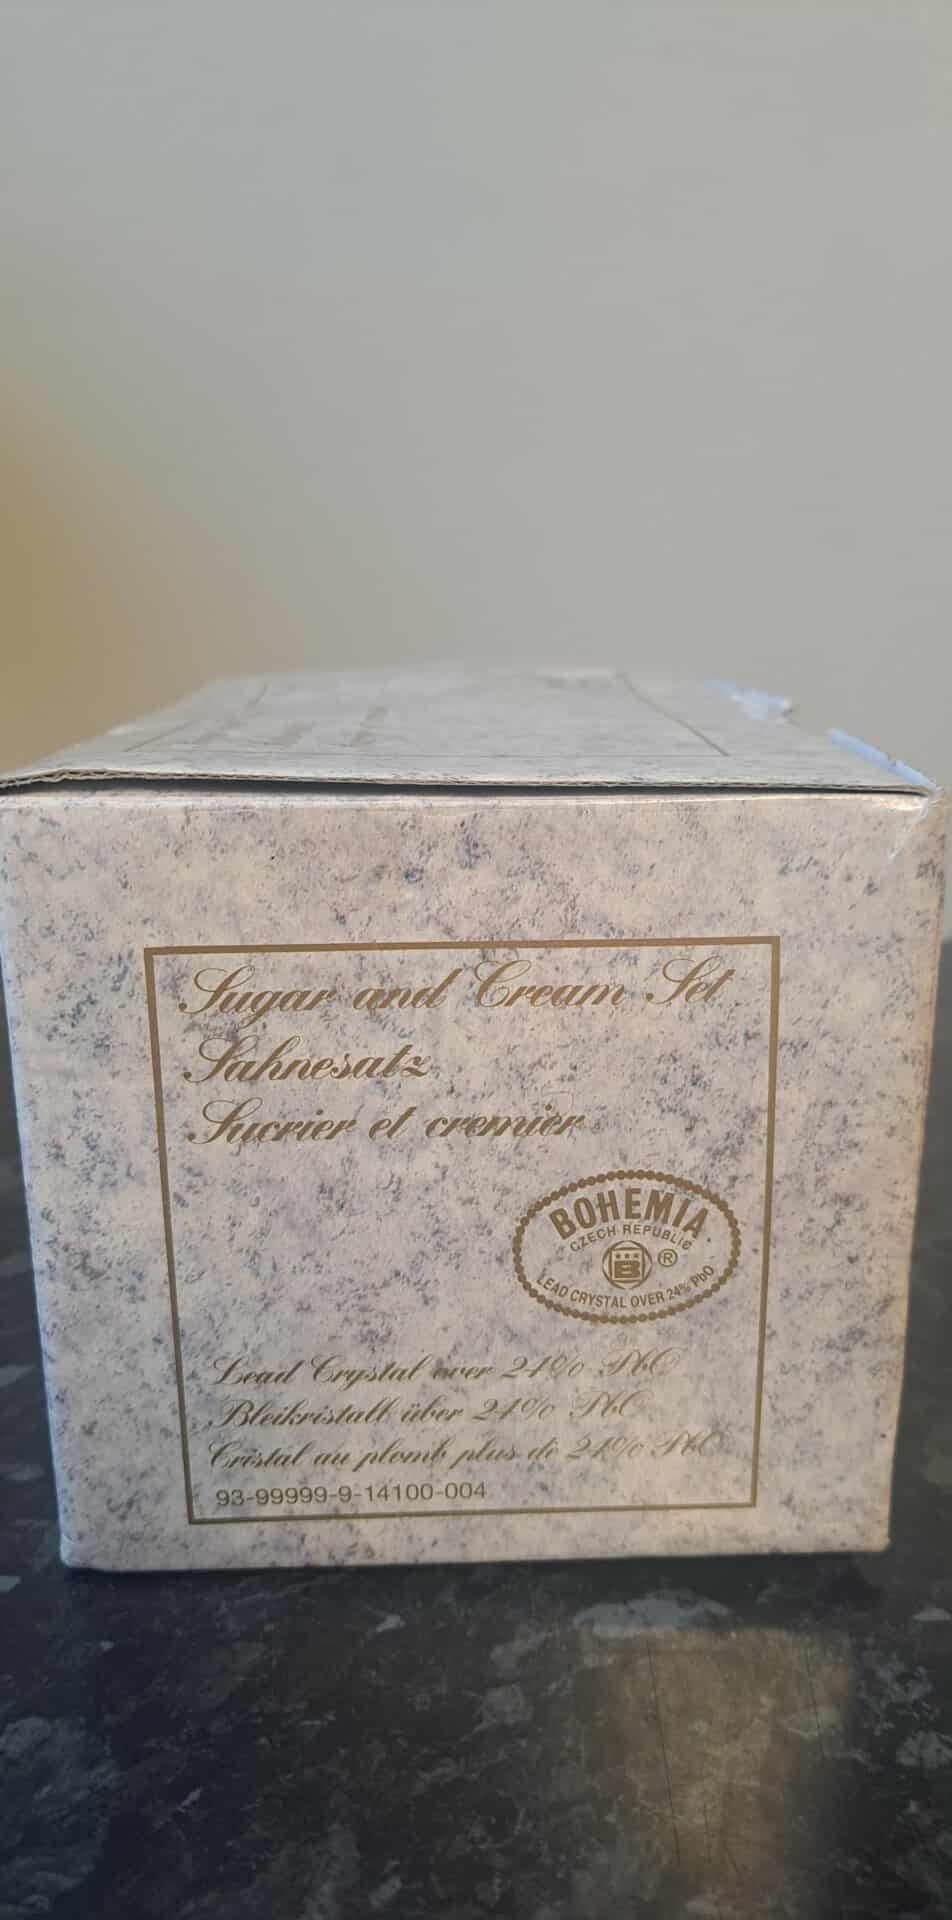 Sugar and Cream Set
Sahnesatz
Sucrier et cremier
BOHEMIA
CZECH REPUBLIC
B ®
LEAD CRYSTAL OVER 24% PbO
Lead Crystal over 24% PbO
Bleikristall über 24% PbO
Cristal au plomb plus de 24% PbO
93-99999-9-14100-004